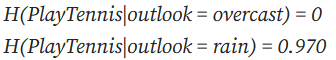 H(PlayTennis|outlook = overcast) = 0
H(PlayTennis|outlook = rain) = 0.970